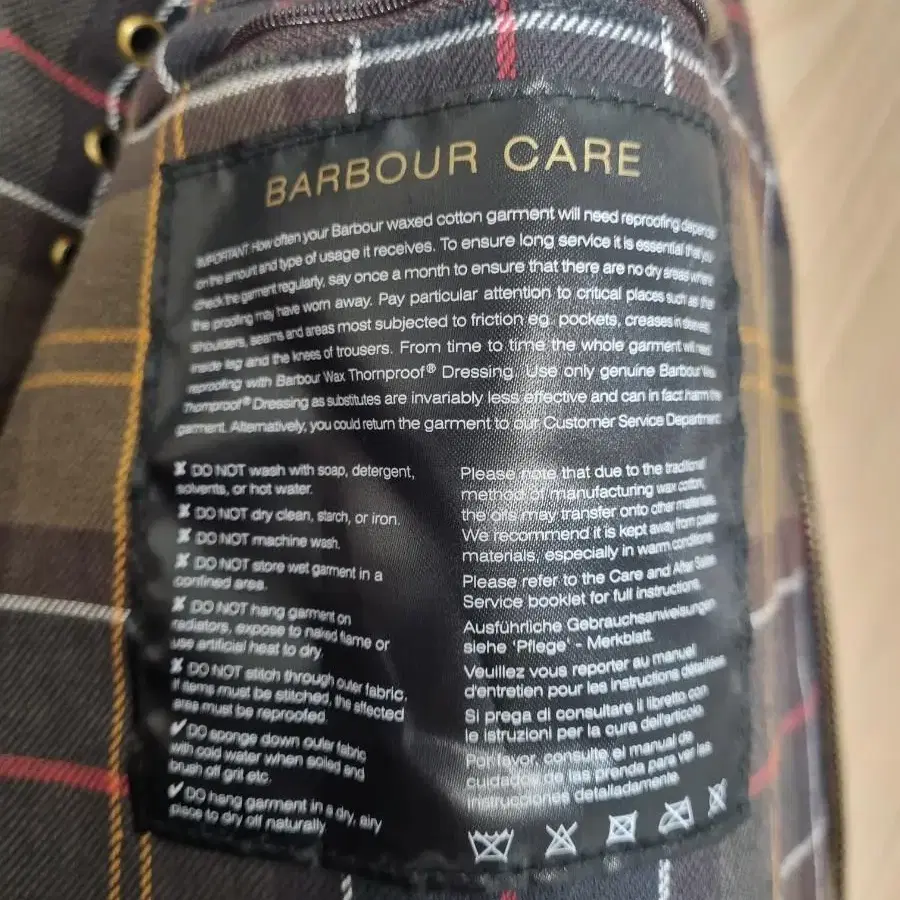 BARBOUR CARE
IMPORTANT: How often your Barbour waxed cotton garment will need reproofing depends
on the amount and type of usage it receives. To ensure long service it is essential that you
check the garment regularly, say once a month to ensure that there are no dry areas where
the proofing may have worn away. Pay particular attention to critical places such as the
shoulders, seams and areas most subjected to friction eg. pockets, creases in sleeves,
inside leg and the knees of trousers. From time to time the whole garment will need
reproofing with Barbour Wax Thornproof® Dressing. Use only genuine Barbour Wax
Thornproof® Dressing as substitutes are invariably less effective and can in fact harm the
garment. Alternatively, you could return the garment to our Customer Service Department.
✘ DO NOT wash with soap, detergent,
solvents, or hot water.
✘ DO NOT dry clean, starch, or iron.
✘ DO NOT machine wash.
✘ DO NOT store wet garment in a
confined area.
✘ DO NOT hang garment on
radiators, expose to naked flame or
use artificial heat to dry.
✘ DO NOT stitch through outer fabric.
If items must be stitched, the affected
area must be reproofed.
✔ DO sponge down outer fabric
with cold water when soiled and
brush off grit etc.
✔ DO hang garment in a dry, airy
place to dry off naturally
Please note that due to the traditional
method of manufacturing wax cotton,
the oils may transfer onto other materials.
We recommend it is kept away from paler
materials, especially in warm conditions
Please refer to the Care and After Sales
Service booklet for full instructions.
Ausführliche Gebrauchsanweisungen
siehe 'Pflege' - Merkblatt.
Veuillez vous reporter au manuel
d'entretien pour les instructions détaillées
Si prega di consultare il libretto con
le istruzioni per la cura dell'articolo
Por favor, consulte el manual de
cuidados de las prenda para ver las
instrucciones detalladamente